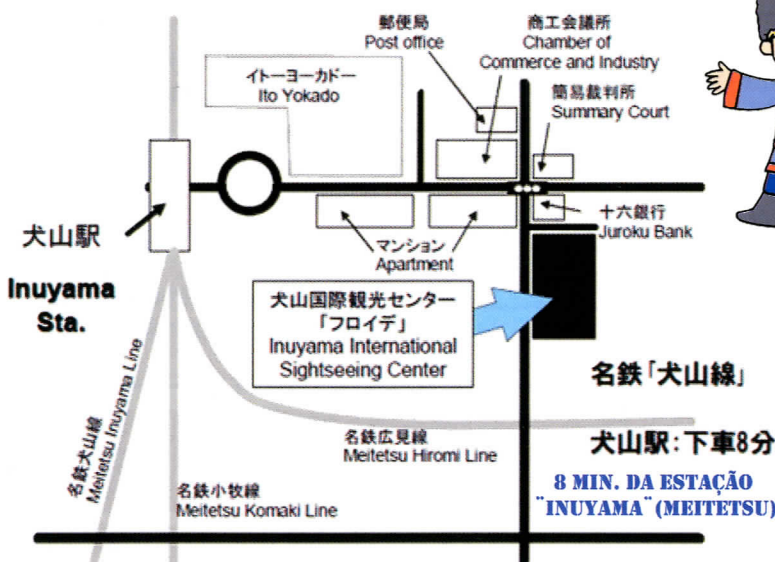 郵便局
Post office
商工会議所
Chamber of
Commerce and Industry
イトーヨーカドー
Ito Yokado
簡易裁判所
Summary Court
犬山駅
Inuyama
Sta.
マンション
Apartment
十六銀行
Juroku Bank
犬山国際観光センター
「フロイデ」
Inuyama International
Sightseeing Center
名鉄「犬山線」
犬山駅：下車8分
8 MIN. DA ESTAÇÃO
¨INUYAMA¨ (MEITETSU)
名鉄犬山線
Meitetsu Inuyama Line
名鉄小牧線
Meitetsu Komaki Line
名鉄広見線
Meitetsu Hiromi Line